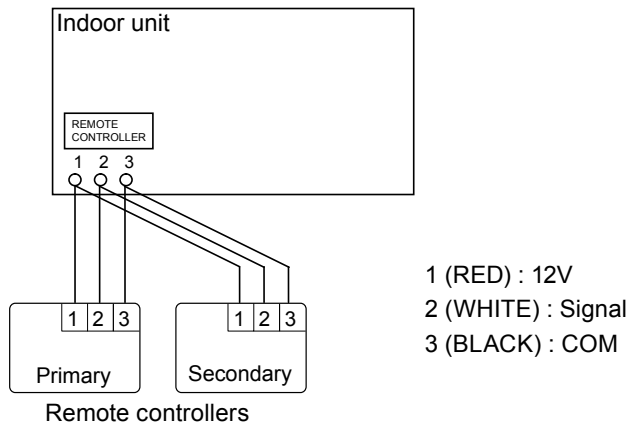 Indoor unit
REMOTE
CONTROLLER
1 2 3
1 2 3
1 2 3
Primary
Secondary
Remote controllers
1 (RED) : 12V
2 (WHITE) : Signal
3 (BLACK) : COM